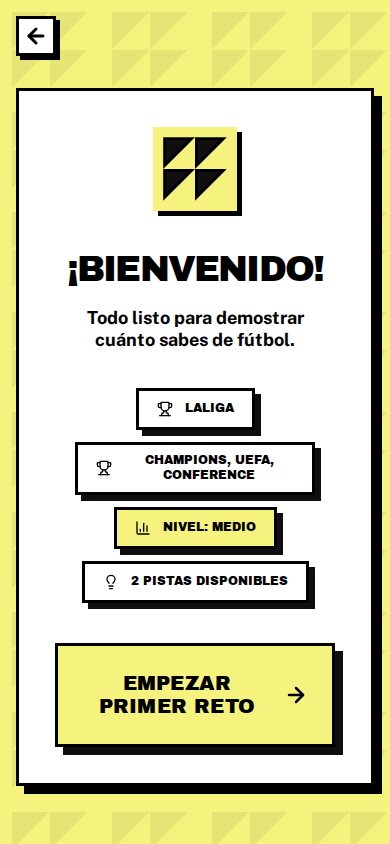 ¡BIENVENIDO!
Todo listo para demostrar
cuánto sabes de fútbol.
LALIGA
CHAMPIONS, UEFA,
CONFERENCE
NIVEL: MEDIO
2 PISTAS DISPONIBLES
EMPEZAR
PRIMER RETO